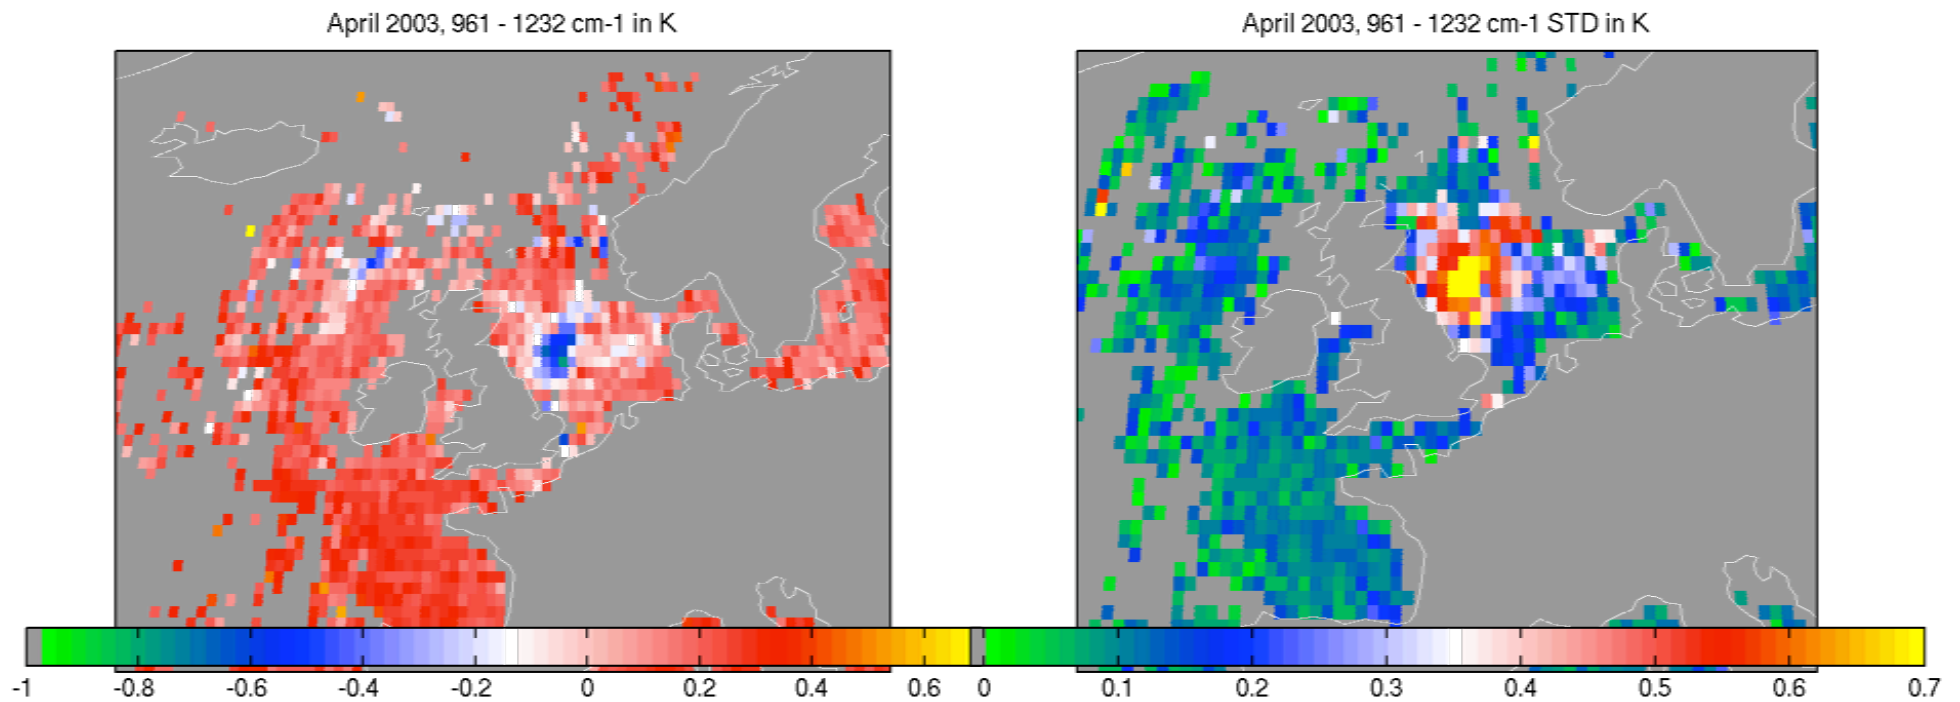 April 2003, 961 - 1232 cm-1 in K
April 2003, 961 - 1232 cm-1 STD in K
-1 -0.8 -0.6 -0.4 -0.2 0 0.2 0.4 0.6
0 0.1 0.2 0.3 0.4 0.5 0.6 0.7